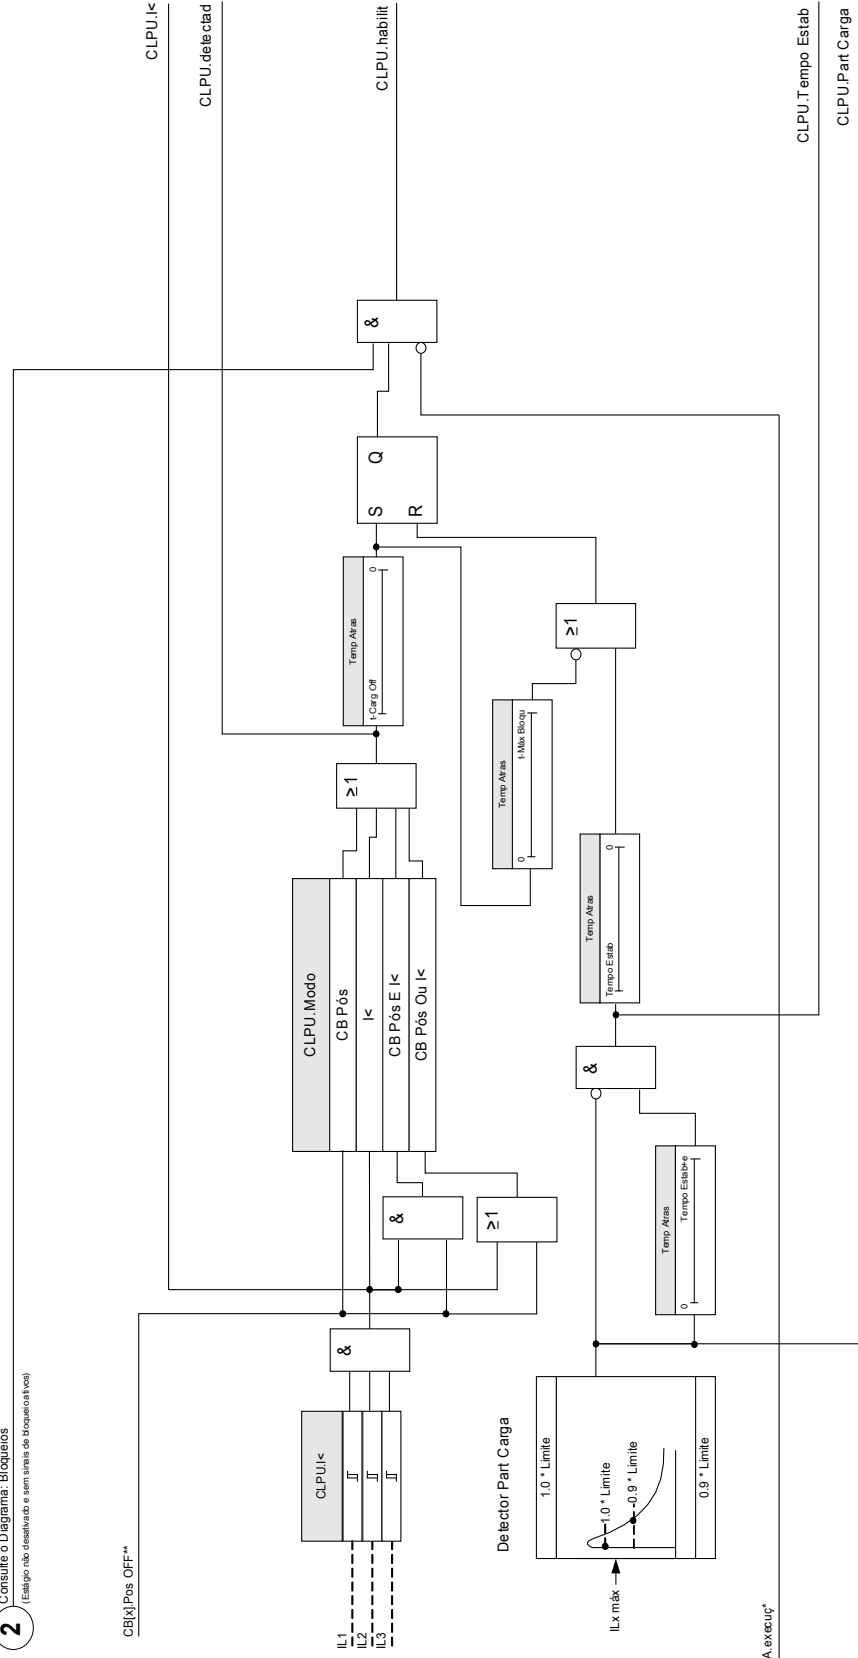 2
Consulte o Diagrama: Bloqueios
(Estágio não desativado e sem sinais de bloqueio ativos)
CB[x].Pos OFF**
IL1
IL2
IL3
CLPU.I<
&
&
≥1
CLPU.Modo
CB Pós
I<
CB Pós E I<
CB Pós Ou I<
≥1
Temp Atras
t-Carg Off
0
S
R
Q
&
CLPU.I<
CLPU.detectad
CLPU.habilit
Temp Atras
0
t-Máx Bloqu
≥1
Detector Part Carga
1.0 * Limite
1.0 * Limite
0.9 * Limite
0.9 * Limite
ILx máx
Temp Atras
0
Tempo Estab+e
&
Temp Atras
Tempo Estab
0
A.execuç*
CLPU.Tempo Estab
CLPU.Part Carga